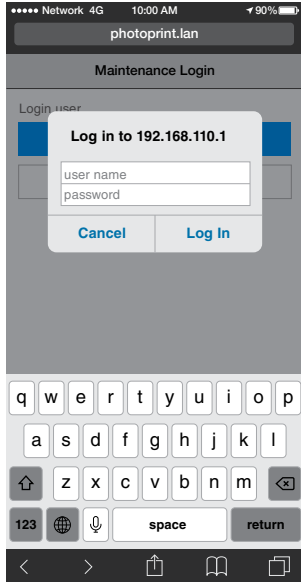 Network 4G 10:00 AM 90%
photoprint.lan
Maintenance Login
Login user
Log in to 192.168.110.1
user name
password
Cancel Log In
q w e r t y u i o p
a s d f g h j k l
z x c v b n m
123 space return